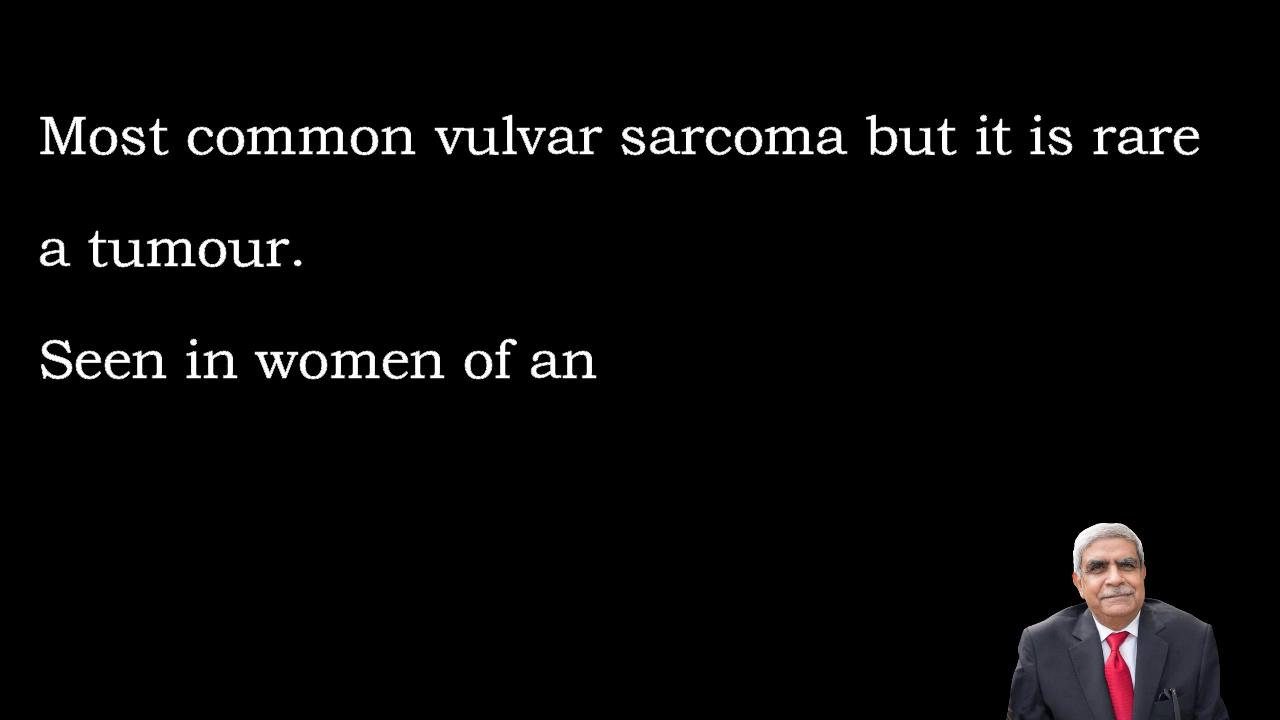 Most common vulvar sarcoma but it is rare
a tumour.
Seen in women of an